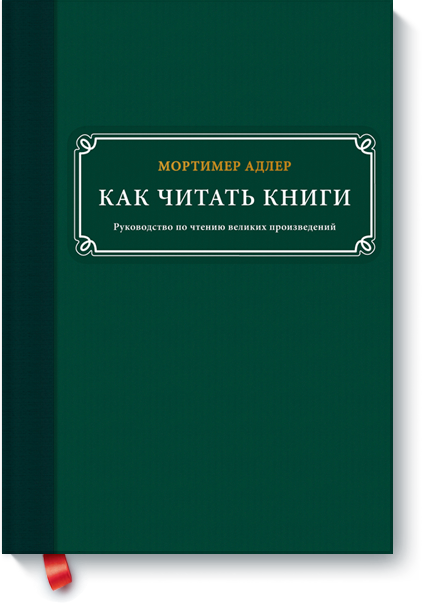 МОРТИМЕР АДЛЕР
КАК ЧИТАТЬ КНИГИ
Руководство по чтению великих произведений